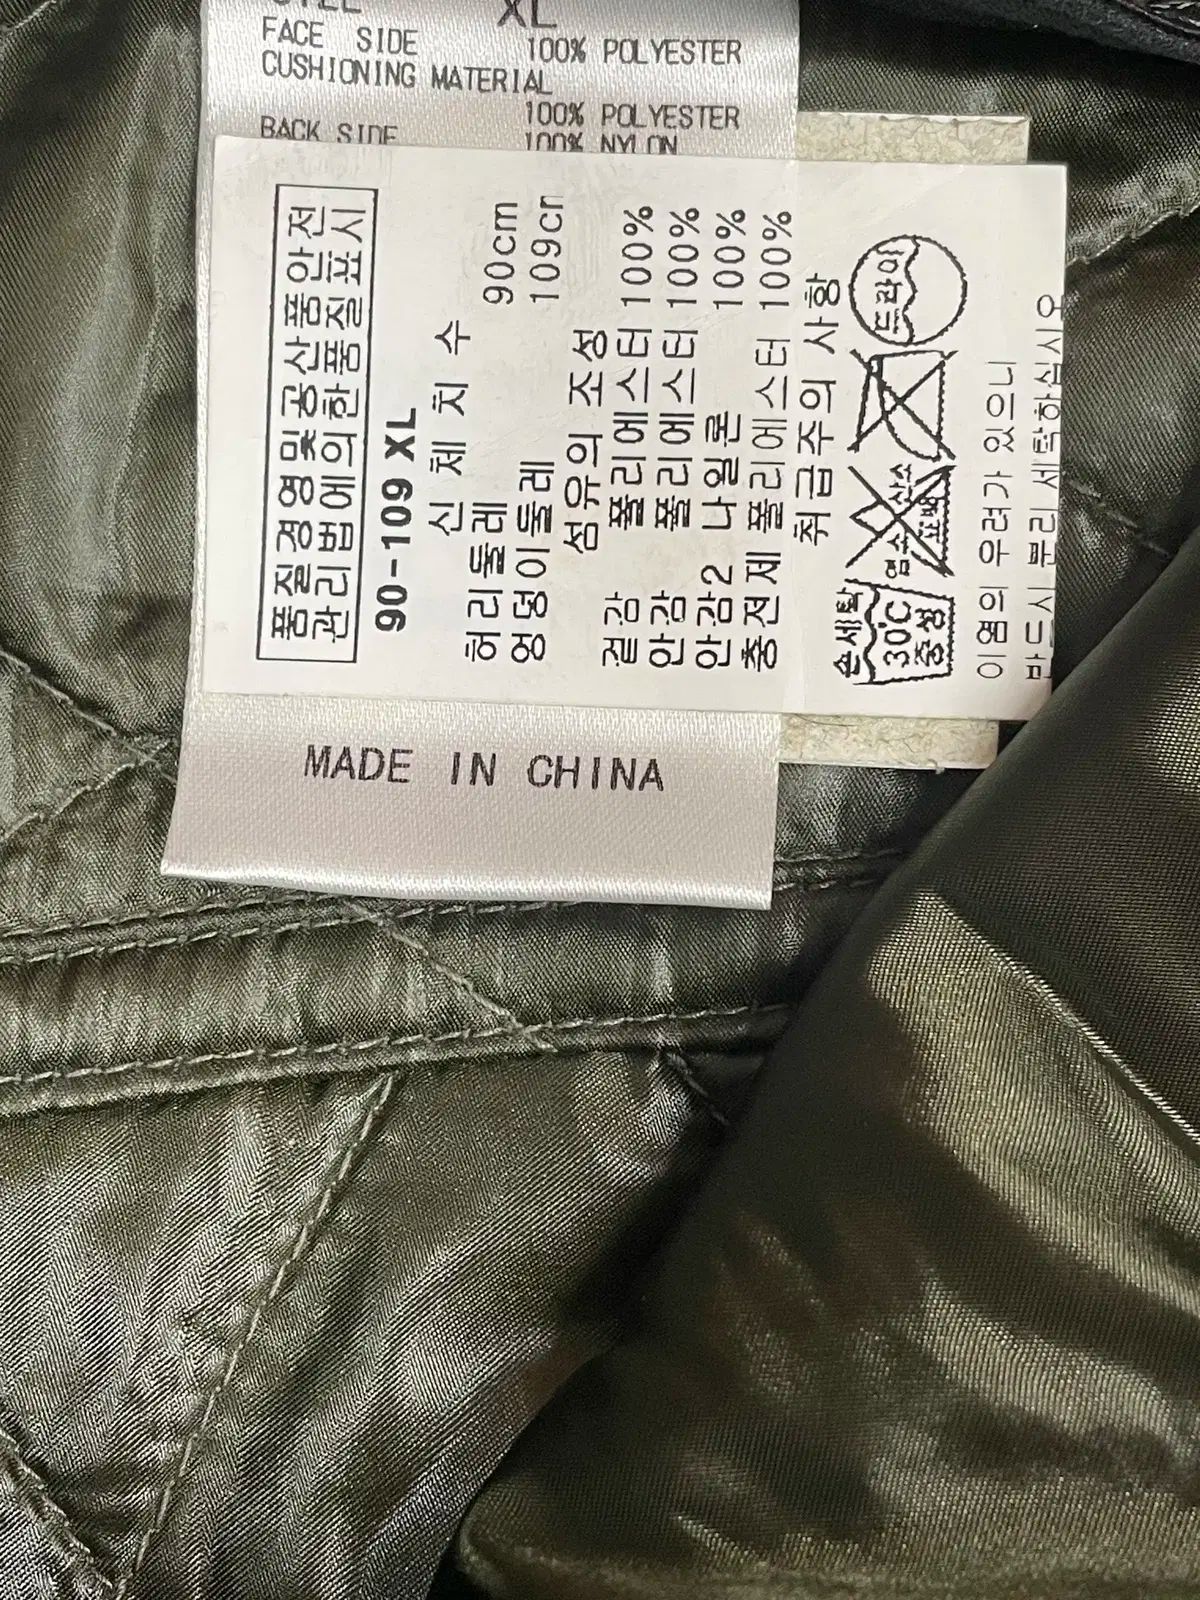 XL
FACE SIDE 100% POLYESTER
CUSHIONING MATERIAL
100% POLYESTER
BACK SIDE 100% NYLON
품질경영 및 공산품안전
관리법에 의한 품질표시
90-109 XL
신 체 치 수
허리둘레 90cm
엉덩이둘레 109cm
섬유의 조성
겉감 폴리에스터 100%
안감 폴리에스터 100%
안감2 나일론 100%
충전제 폴리에스터 100%
취급주의 사항
손세탁
30℃
중성
염소
산소
표백
드라이
이염의 우려가 있으니
반드시 분리세탁하십시오
MADE IN CHINA